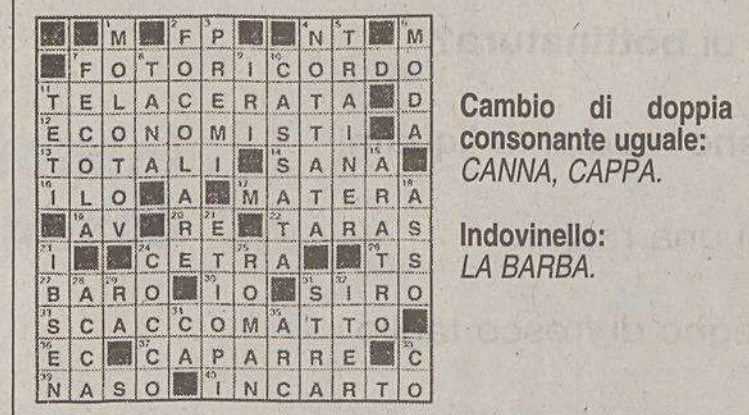 M F P N T M
F O T O R I C O R D O
T E L A C E R A T A D
E C O N O M I S T I A
T O T A L I S A N A
I L O A M A T E R A
A V R E T A R A S
I C E T R A T S
B A R O I O S I R O
S C A C C O M A T T O
E C C A P A R R E C
N A S O I N C A R T O
Cambio di doppia
consonante uguale:
CANNA, CAPPA.
Indovinello:
LA BARBA.